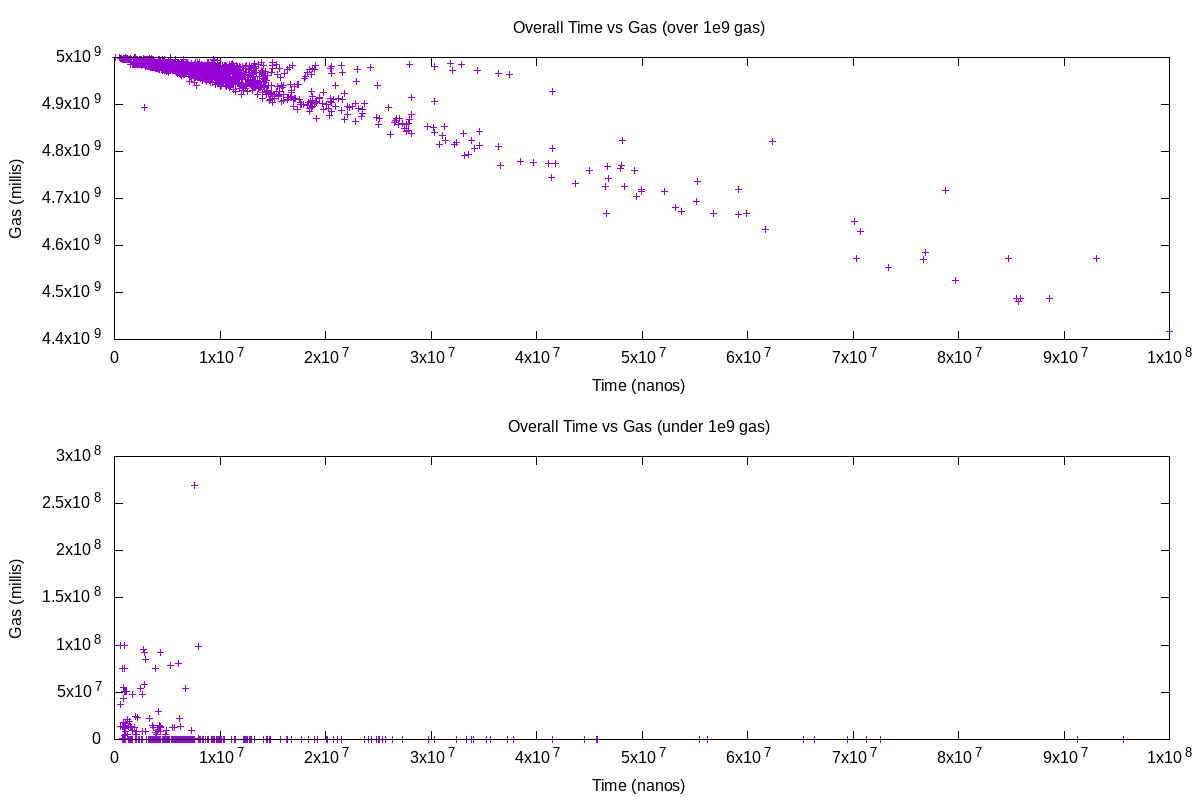 Overall Time vs Gas (over 1e9 gas)
5x10^9
4.9x10^9
4.8x10^9
4.7x10^9
4.6x10^9
4.5x10^9
4.4x10^9
Gas (millis)
0 1x10^7 2x10^7 3x10^7 4x10^7 5x10^7 6x10^7 7x10^7 8x10^7 9x10^7 1x10^8
Time (nanos)
Overall Time vs Gas (under 1e9 gas)
3x10^8
2.5x10^8
2x10^8
1.5x10^8
1x10^8
5x10^7
0
Gas (millis)
0 1x10^7 2x10^7 3x10^7 4x10^7 5x10^7 6x10^7 7x10^7 8x10^7 9x10^7 1x10^8
Time (nanos)